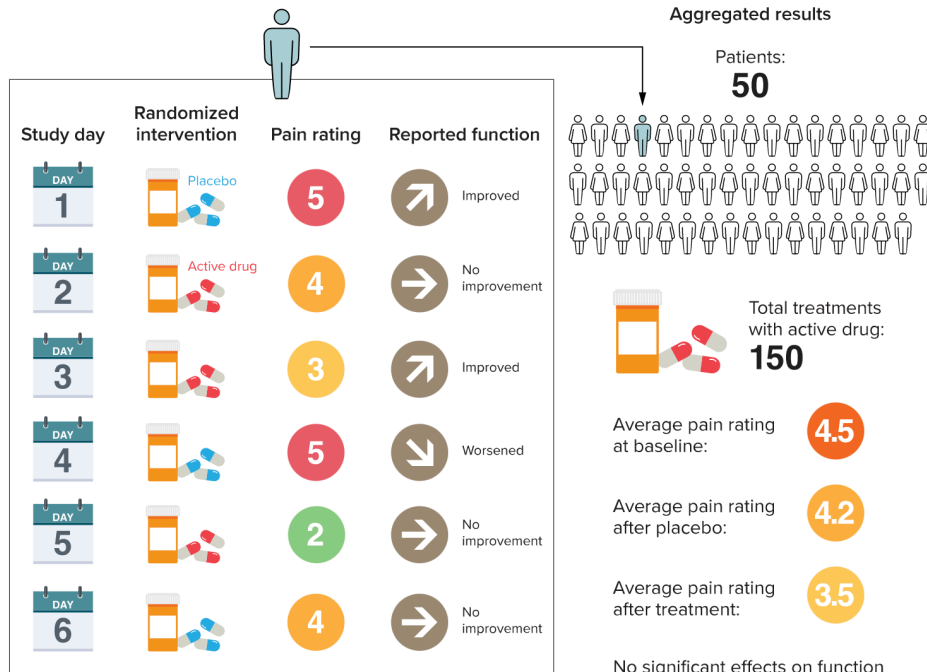 Aggregated results
Patients:
50
Study day
Randomized
intervention
Pain rating
Reported function
DAY
1
Placebo
5
Improved
DAY
2
Active drug
4
No
improvement
DAY
3
3
Improved
DAY
4
5
Worsened
DAY
5
2
No
improvement
DAY
6
4
No
improvement
Total treatments
with active drug:
150
Average pain rating
at baseline:
4.5
Average pain rating
after placebo:
4.2
Average pain rating
after treatment:
3.5
No significant effects on function